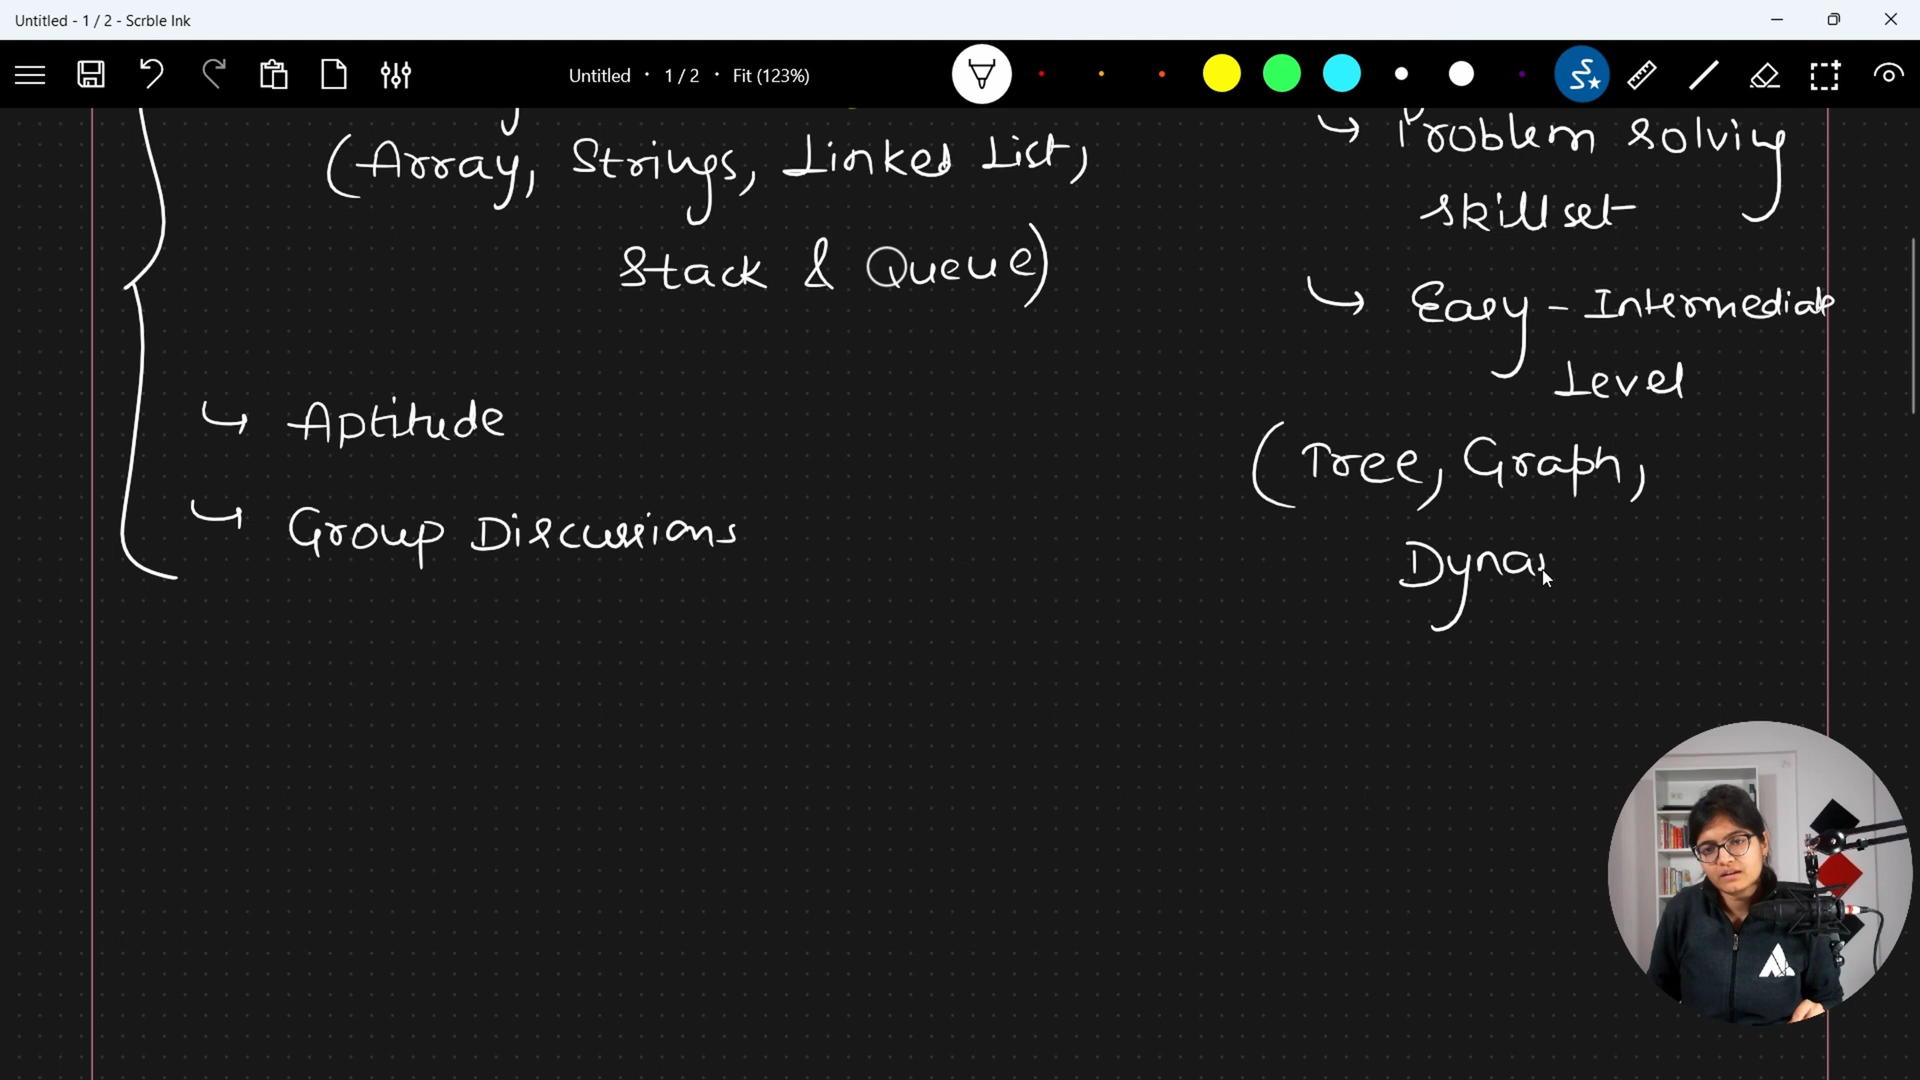 Untitled - 1 / 2 - Scrble Ink
Untitled • 1 / 2 • Fit (123%)
(Array, Strings, Linked List,
Stack & Queue)
Aptitude
Group Discussions
Problem Solving
skillset
Easy - Intermediate
Level
(Tree, Graph,
Dyna